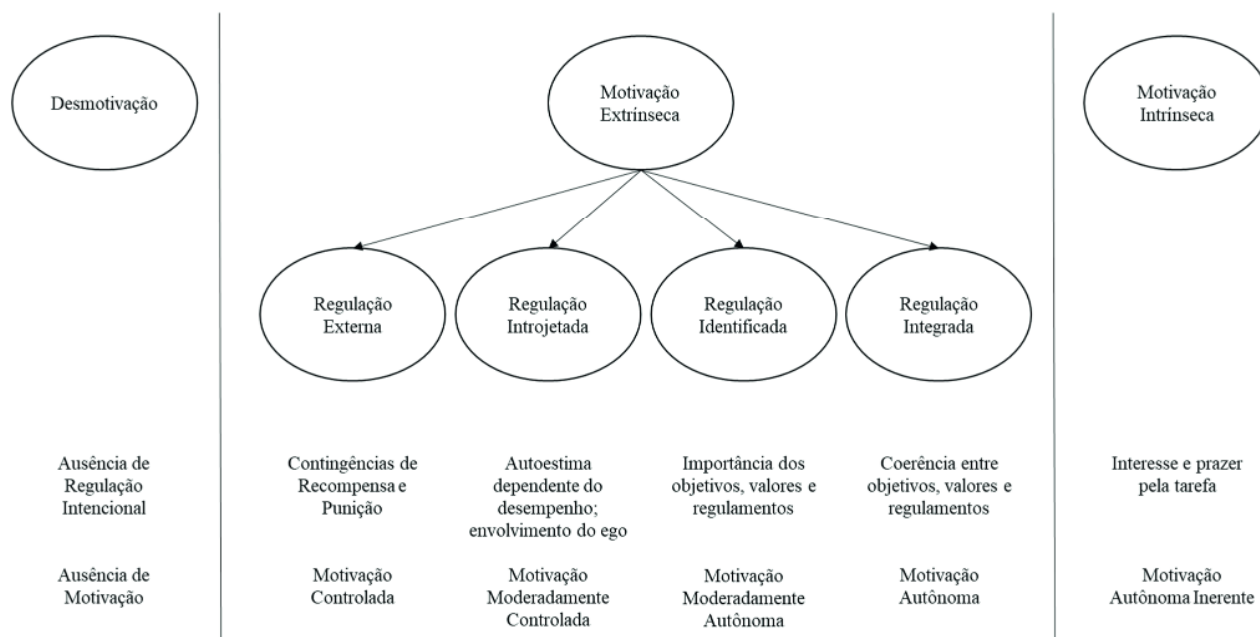 Desmotivação
Motivação
Extrínseca
Motivação
Intrínseca
Regulação
Externa
Regulação
Introjetada
Regulação
Identificada
Regulação
Integrada
Ausência de
Regulação
Intencional
Contingências de
Recompensa e
Punição
Autoestima
dependente do
desempenho;
envolvimento do ego
Importância dos
objetivos, valores e
regulamentos
Coerência entre
objetivos, valores e
regulamentos
Interesse e prazer
pela tarefa
Ausência de
Motivação
Motivação
Controlada
Motivação
Moderadamente
Controlada
Motivação
Moderadamente
Autônoma
Motivação
Autônoma
Motivação
Autônoma Inerente